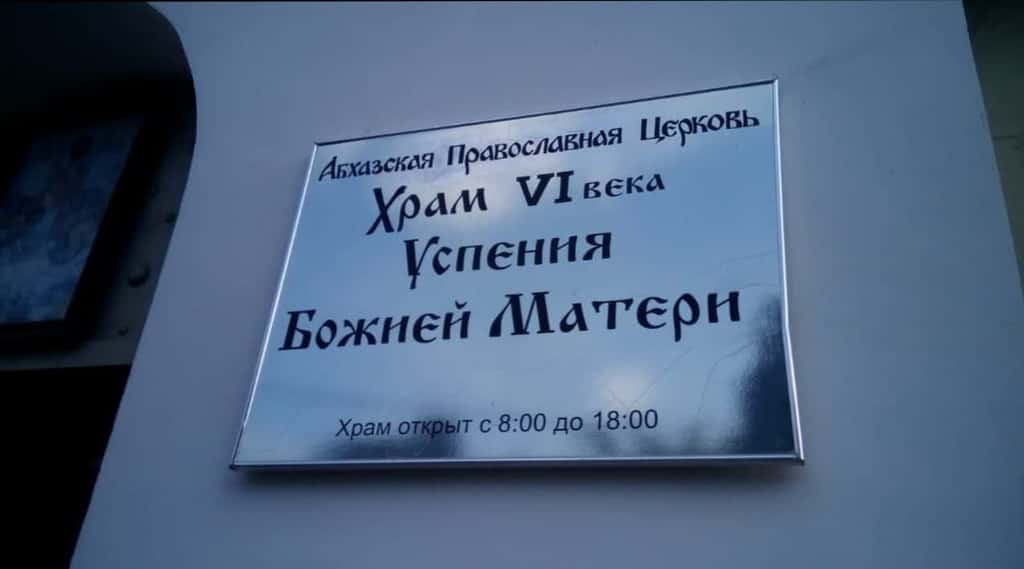 Абхазская Православная Церковь
Храм VI века
Успения
Божией Матери
Храм открыт с 8:00 до 18:00